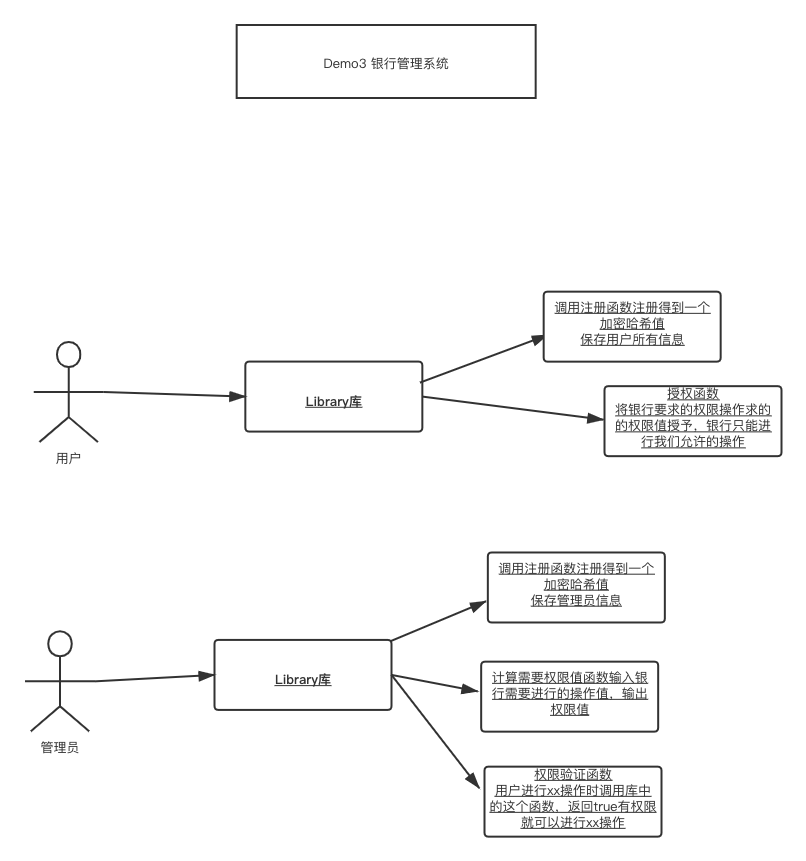 Demo3 银行管理系统
调用注册函数注册得到一个
加密哈希值
保存用户所有信息
Library库
授权函数
将银行要求的权限操作求的
的权限值授予，银行只能进
行我们允许的操作
用户
调用注册函数注册得到一个
加密哈希值
保存管理员信息
Library库
计算需要权限值函数输入银
行需要进行的操作值，输出
权限值
管理员
权限验证函数
用户进行xx操作时调用库中
的这个函数，返回true有权限
就可以进行xx操作